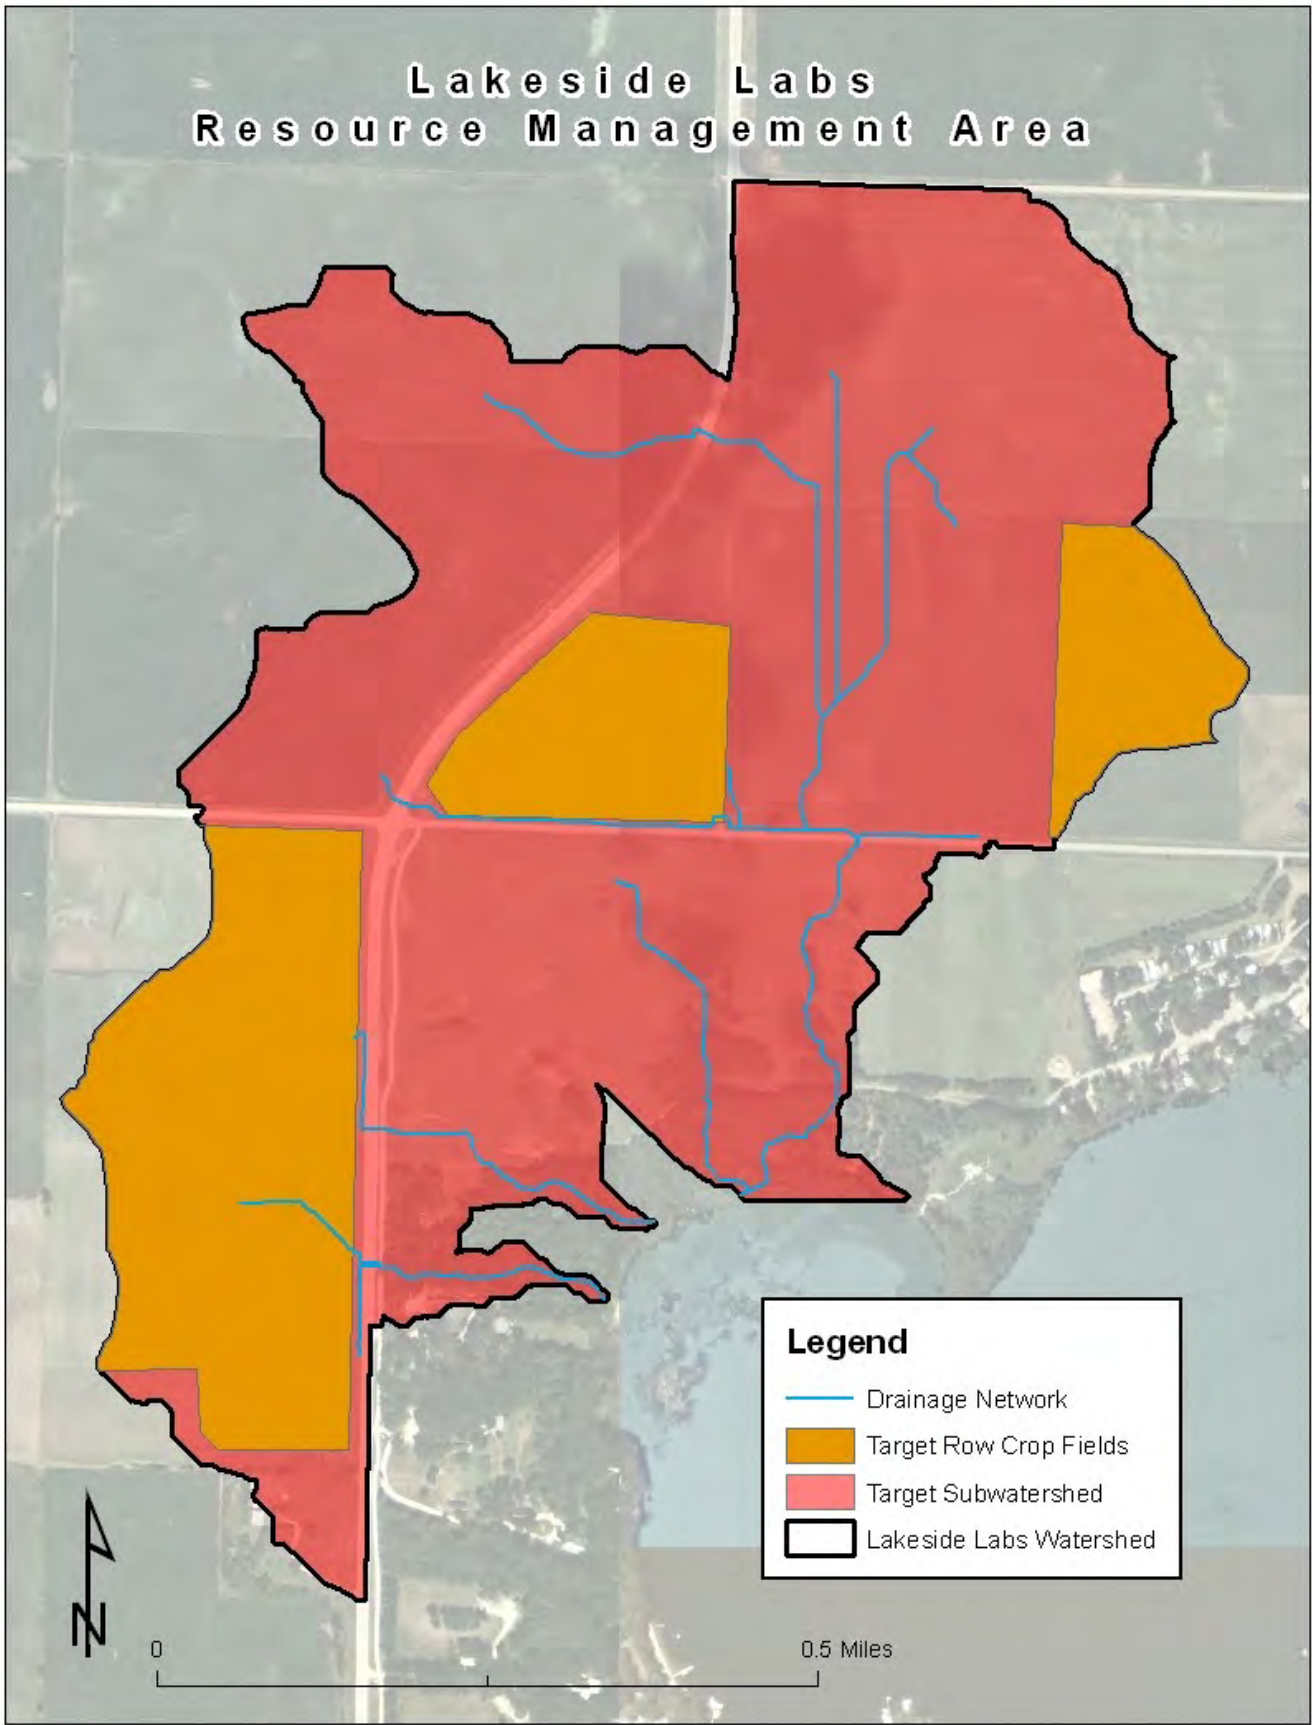 Lakeside Labs
Resource Management Area
Legend
Drainage Network
Target Row Crop Fields
Target Subwatershed
Lakeside Labs Watershed
N
0 0.5 Miles